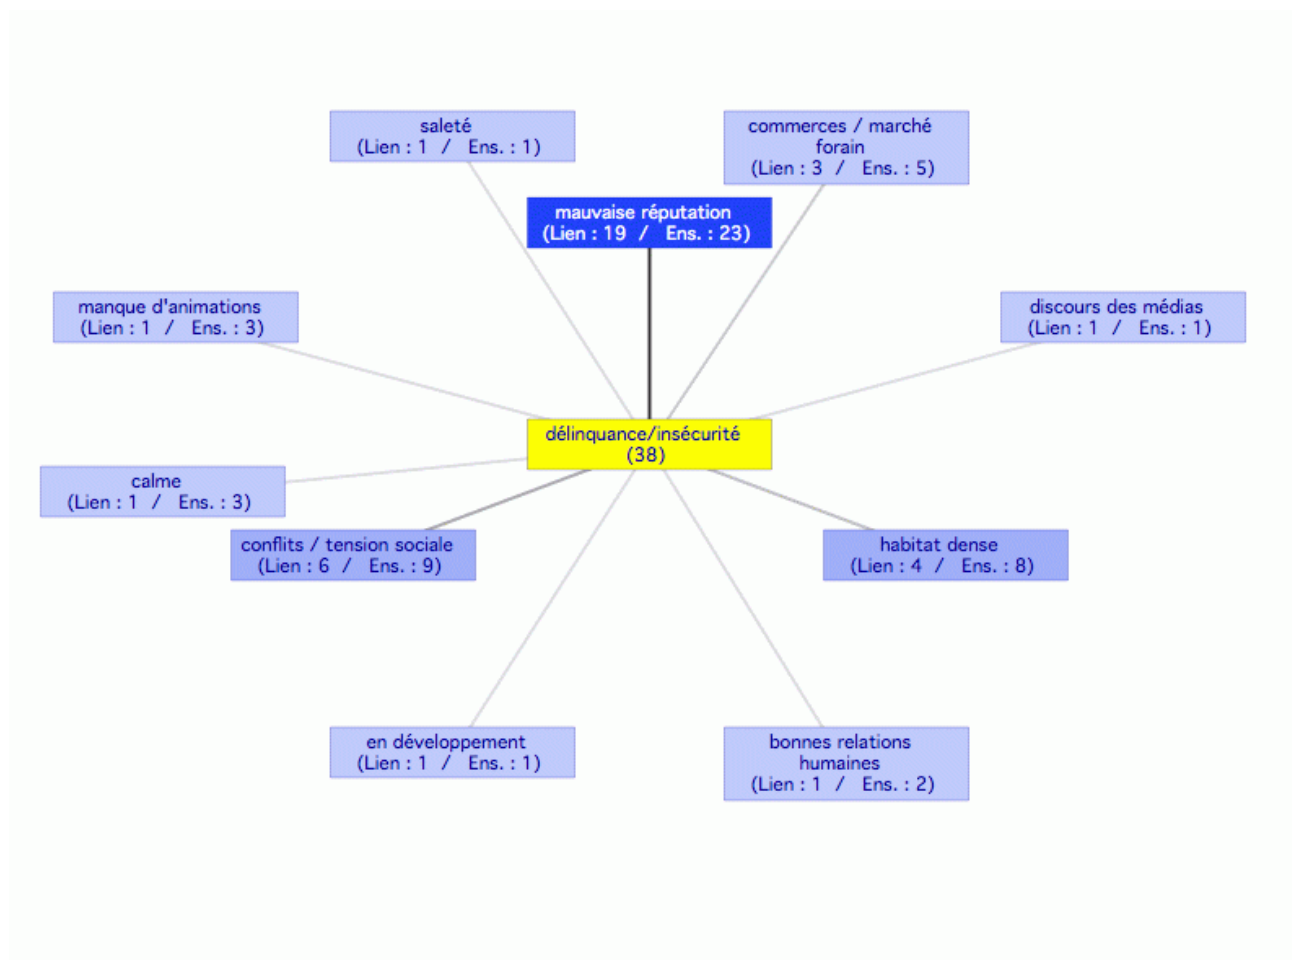 saleté
(Lien : 1 / Ens. : 1)
commerces / marché
forain
(Lien : 3 / Ens. : 5)
mauvaise réputation
(Lien : 19 / Ens. : 23)
manque d'animations
(Lien : 1 / Ens. : 3)
discours des médias
(Lien : 1 / Ens. : 1)
délinquance/insécurité
(38)
calme
(Lien : 1 / Ens. : 3)
conflits / tension sociale
(Lien : 6 / Ens. : 9)
habitat dense
(Lien : 4 / Ens. : 8)
en développement
(Lien : 1 / Ens. : 1)
bonnes relations
humaines
(Lien : 1 / Ens. : 2)